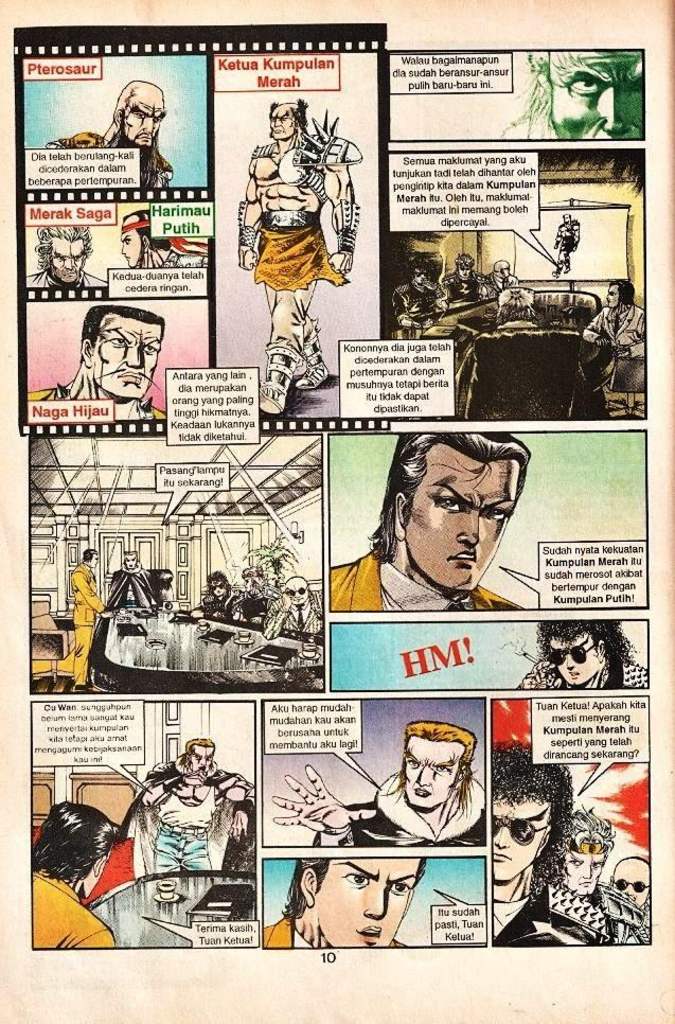 Pterosaur
Dia telah berulang-kali
dicederakan dalam
beberapa pertempuran.
Merak Saga
Harimau
Putih
Kedua-duanya telah
cedera ringan.
Naga Hijau
Antara yang lain ,
dia merupakan
orang yang paling
tinggi hikmatnya.
Keadaan lukannya
tidak diketahui.
Ketua Kumpulan
Merah
Kononnya dia juga telah
dicederakan dalam
pertempuran dengan
musuhnya tetapi berita
itu tidak dapat
dipastikan.
Walau bagaimanapun
dia sudah beransur-ansur
pulih baru-baru ini.
Semua maklumat yang aku
tunjukan tadi telah dihantar oleh
pengintip kita dalam Kumpulan
Merah itu. Oleh itu, maklumat-
maklumat ini memang boleh
dipercayai.
Pasang lampu
itu sekarang!
Sudah nyata kekuatan
Kumpulan Merah itu
sudah merosot akibat
bertempur dengan
Kumpulan Putih!
HM!
Cu Wan, sungguhpun
belum lama sangat kau
menyertai kumpulan
kita tetapi aku amat
mengagumi kebijaksanaan
kau ini!
Terima kasih,
Tuan Ketua!
Aku harap mudah-
mudahan kau akan
berusaha untuk
membantu aku lagi!
Itu sudah
pasti, Tuan
Ketua!
Tuan Ketua! Apakah kita
mesti menyerang
Kumpulan Merah itu
seperti yang telah
dirancang sekarang?
10